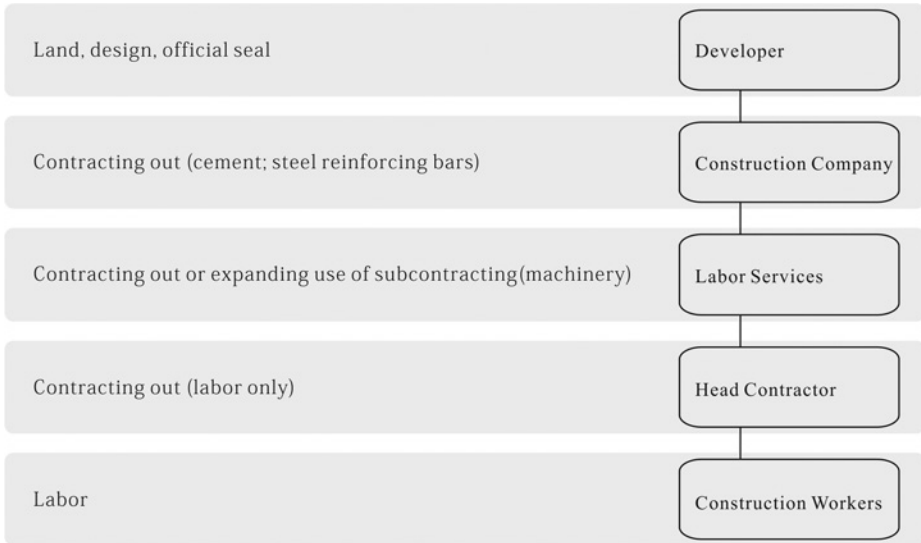 Land, design, official seal
Developer
Contracting out (cement; steel reinforcing bars)
Construction Company
Contracting out or expanding use of subcontracting(machinery)
Labor Services
Contracting out (labor only)
Head Contractor
Labor
Construction Workers